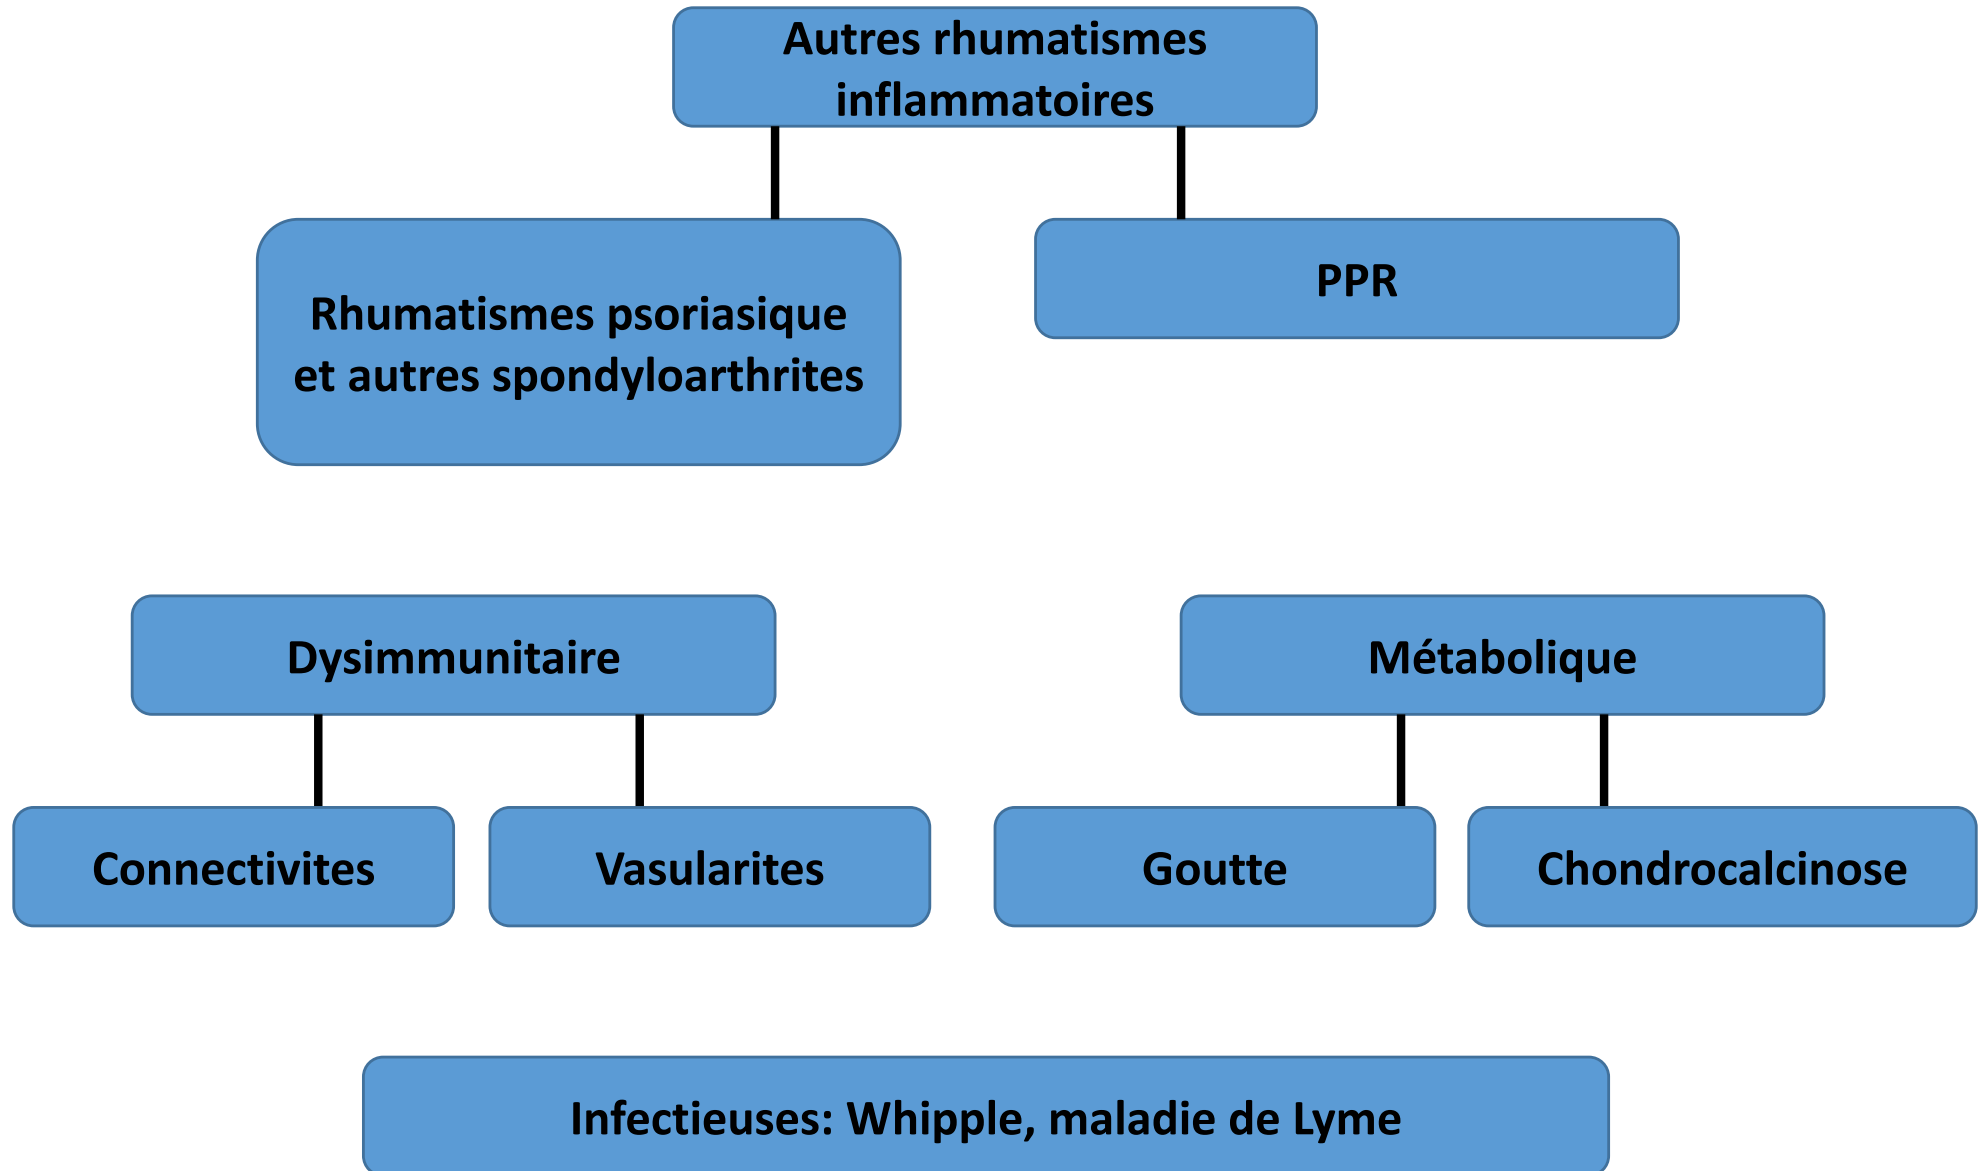 Autres rhumatismes
inflammatoires
Rhumatismes psoriasique
et autres spondyloarthrites
PPR
Dysimmunitaire
Métabolique
Connectivites
Vasularites
Goutte
Chondrocalcinose
Infectieuses: Whipple, maladie de Lyme